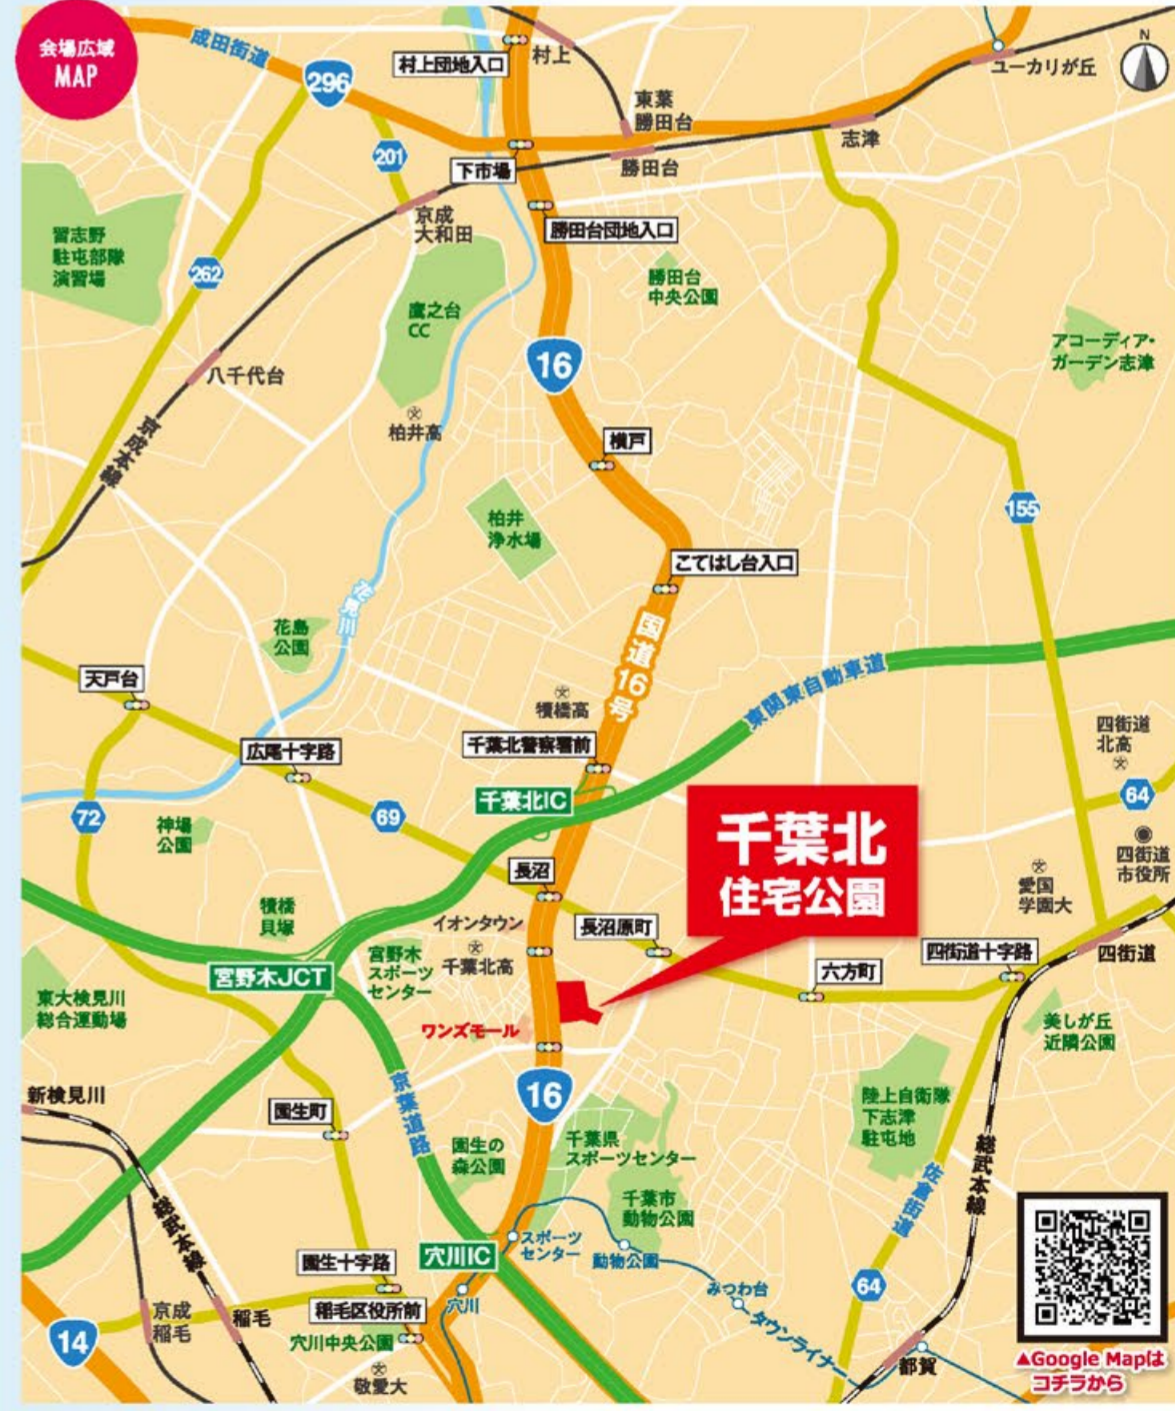 会場広域
MAP
成田街道
296
村上団地入口
村上
ユーカリが丘
N
201
東葉
勝田台
志津
下市場
勝田台
京成
大和田
勝田台団地入口
習志野
駐屯部隊
演習場
262
鷹之台
CC
勝田台
中央公園
アコーディア・
ガーデン志津
16
八千代台
柏井高
京成本線
横戸
155
柏井
浄水場
こてはし台入口
花見川
花島
公園
国道16号
天戸台
東関東自動車道
犢橋高
広尾十字路
千葉北警察署前
四街道
北高
千葉北IC
64
72
69
神場
公園
千葉北
住宅公園
四街道
市役所
長沼
愛国
学園大
犢橋
貝塚
イオンタウン
長沼原町
千葉北高
宮野木
スポーツ
センター
四街道十字路
四街道
宮野木JCT
六方町
東大検見川
総合運動場
ワンズモール
美しが丘
近隣公園
新検見川
16
園生町
京葉道路
陸上自衛隊
下志津
駐屯地
園生の
森公園
千葉県
スポーツセンター
総武本線
佐倉街道
千葉市
動物公園
総武本線
スポーツ
センター
動物公園
園生十字路
穴川IC
みつわ台
64
穴川
稲毛区役所前
京成
稲毛
稲毛
14
穴川中央公園
タウンライナー
都賀
敬愛大
▲Google Mapは
コチラから